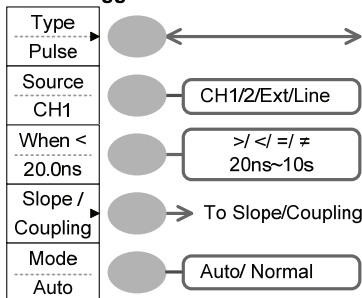 Type
Pulse
Source
CH1
CH1/2/Ext/Line
When <
20.0ns
>/ </ =/ ≠
20ns~10s
Slope /
Coupling
To Slope/Coupling
Mode
Auto
Auto/ Normal